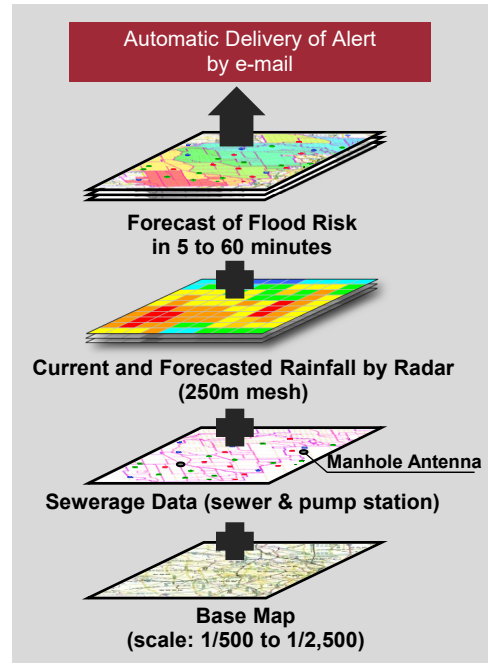 Automatic Delivery of Alert
by e-mail
Forecast of Flood Risk
in 5 to 60 minutes
Current and Forecasted Rainfall by Radar
(250m mesh)
Manhole Antenna
Sewerage Data (sewer & pump station)
Base Map
(scale: 1/500 to 1/2,500)